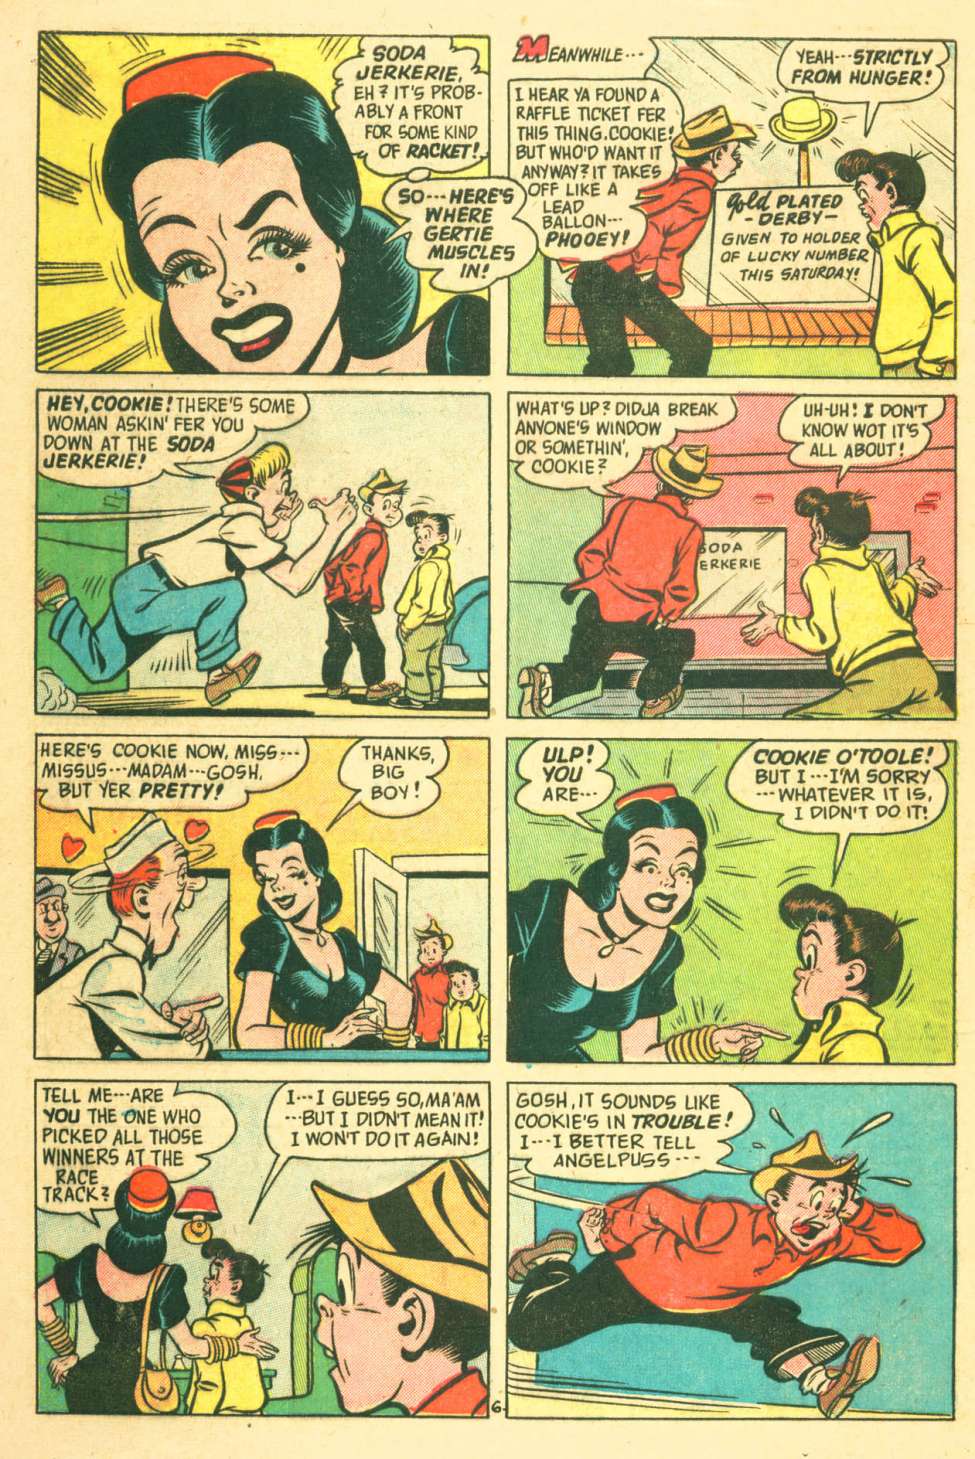 SODA
JERKERIE,
EH? IT'S PROB-
ABLY A FRONT
FOR SOME KIND
OF RACKET!
SO---HERE'S
WHERE
GERTIE
MUSCLES
IN!
MEANWHILE---
I HEAR YA FOUND A
RAFFLE TICKET FER
THIS THING, COOKIE!
BUT WHO'D WANT IT
ANYWAY? IT TAKES
OFF LIKE A
LEAD
BALLON---
PHOOEY!
YEAH---STRICTLY
FROM HUNGER!
Gold PLATED
-DERBY-
GIVEN TO HOLDER
OF LUCKY NUMBER
THIS SATURDAY!
HEY, COOKIE! THERE'S SOME
WOMAN ASKIN' FER YOU
DOWN AT THE SODA
JERKERIE!
WHAT'S UP? DIDJA BREAK
ANYONE'S WINDOW
OR SOMETHIN',
COOKIE?
UH-UH! I DON'T
KNOW WOT IT'S
ALL ABOUT!
SODA
ERKERIE
HERE'S COOKIE NOW, MISS---
MISSUS---MADAM---GOSH,
BUT YER PRETTY!
THANKS,
BIG
BOY!
ULP!
YOU
ARE---
COOKIE O'TOOLE!
BUT I---I'M SORRY
---WHATEVER IT IS,
I DIDN'T DO IT!
TELL ME---ARE
YOU THE ONE WHO
PICKED ALL THOSE
WINNERS AT THE
RACE
TRACK?
I---I GUESS SO, MA'AM
---BUT I DIDN'T MEAN IT!
I WON'T DO IT AGAIN!
GOSH, IT SOUNDS LIKE
COOKIE'S IN TROUBLE!
I---I BETTER TELL
ANGELPUSS---
6.